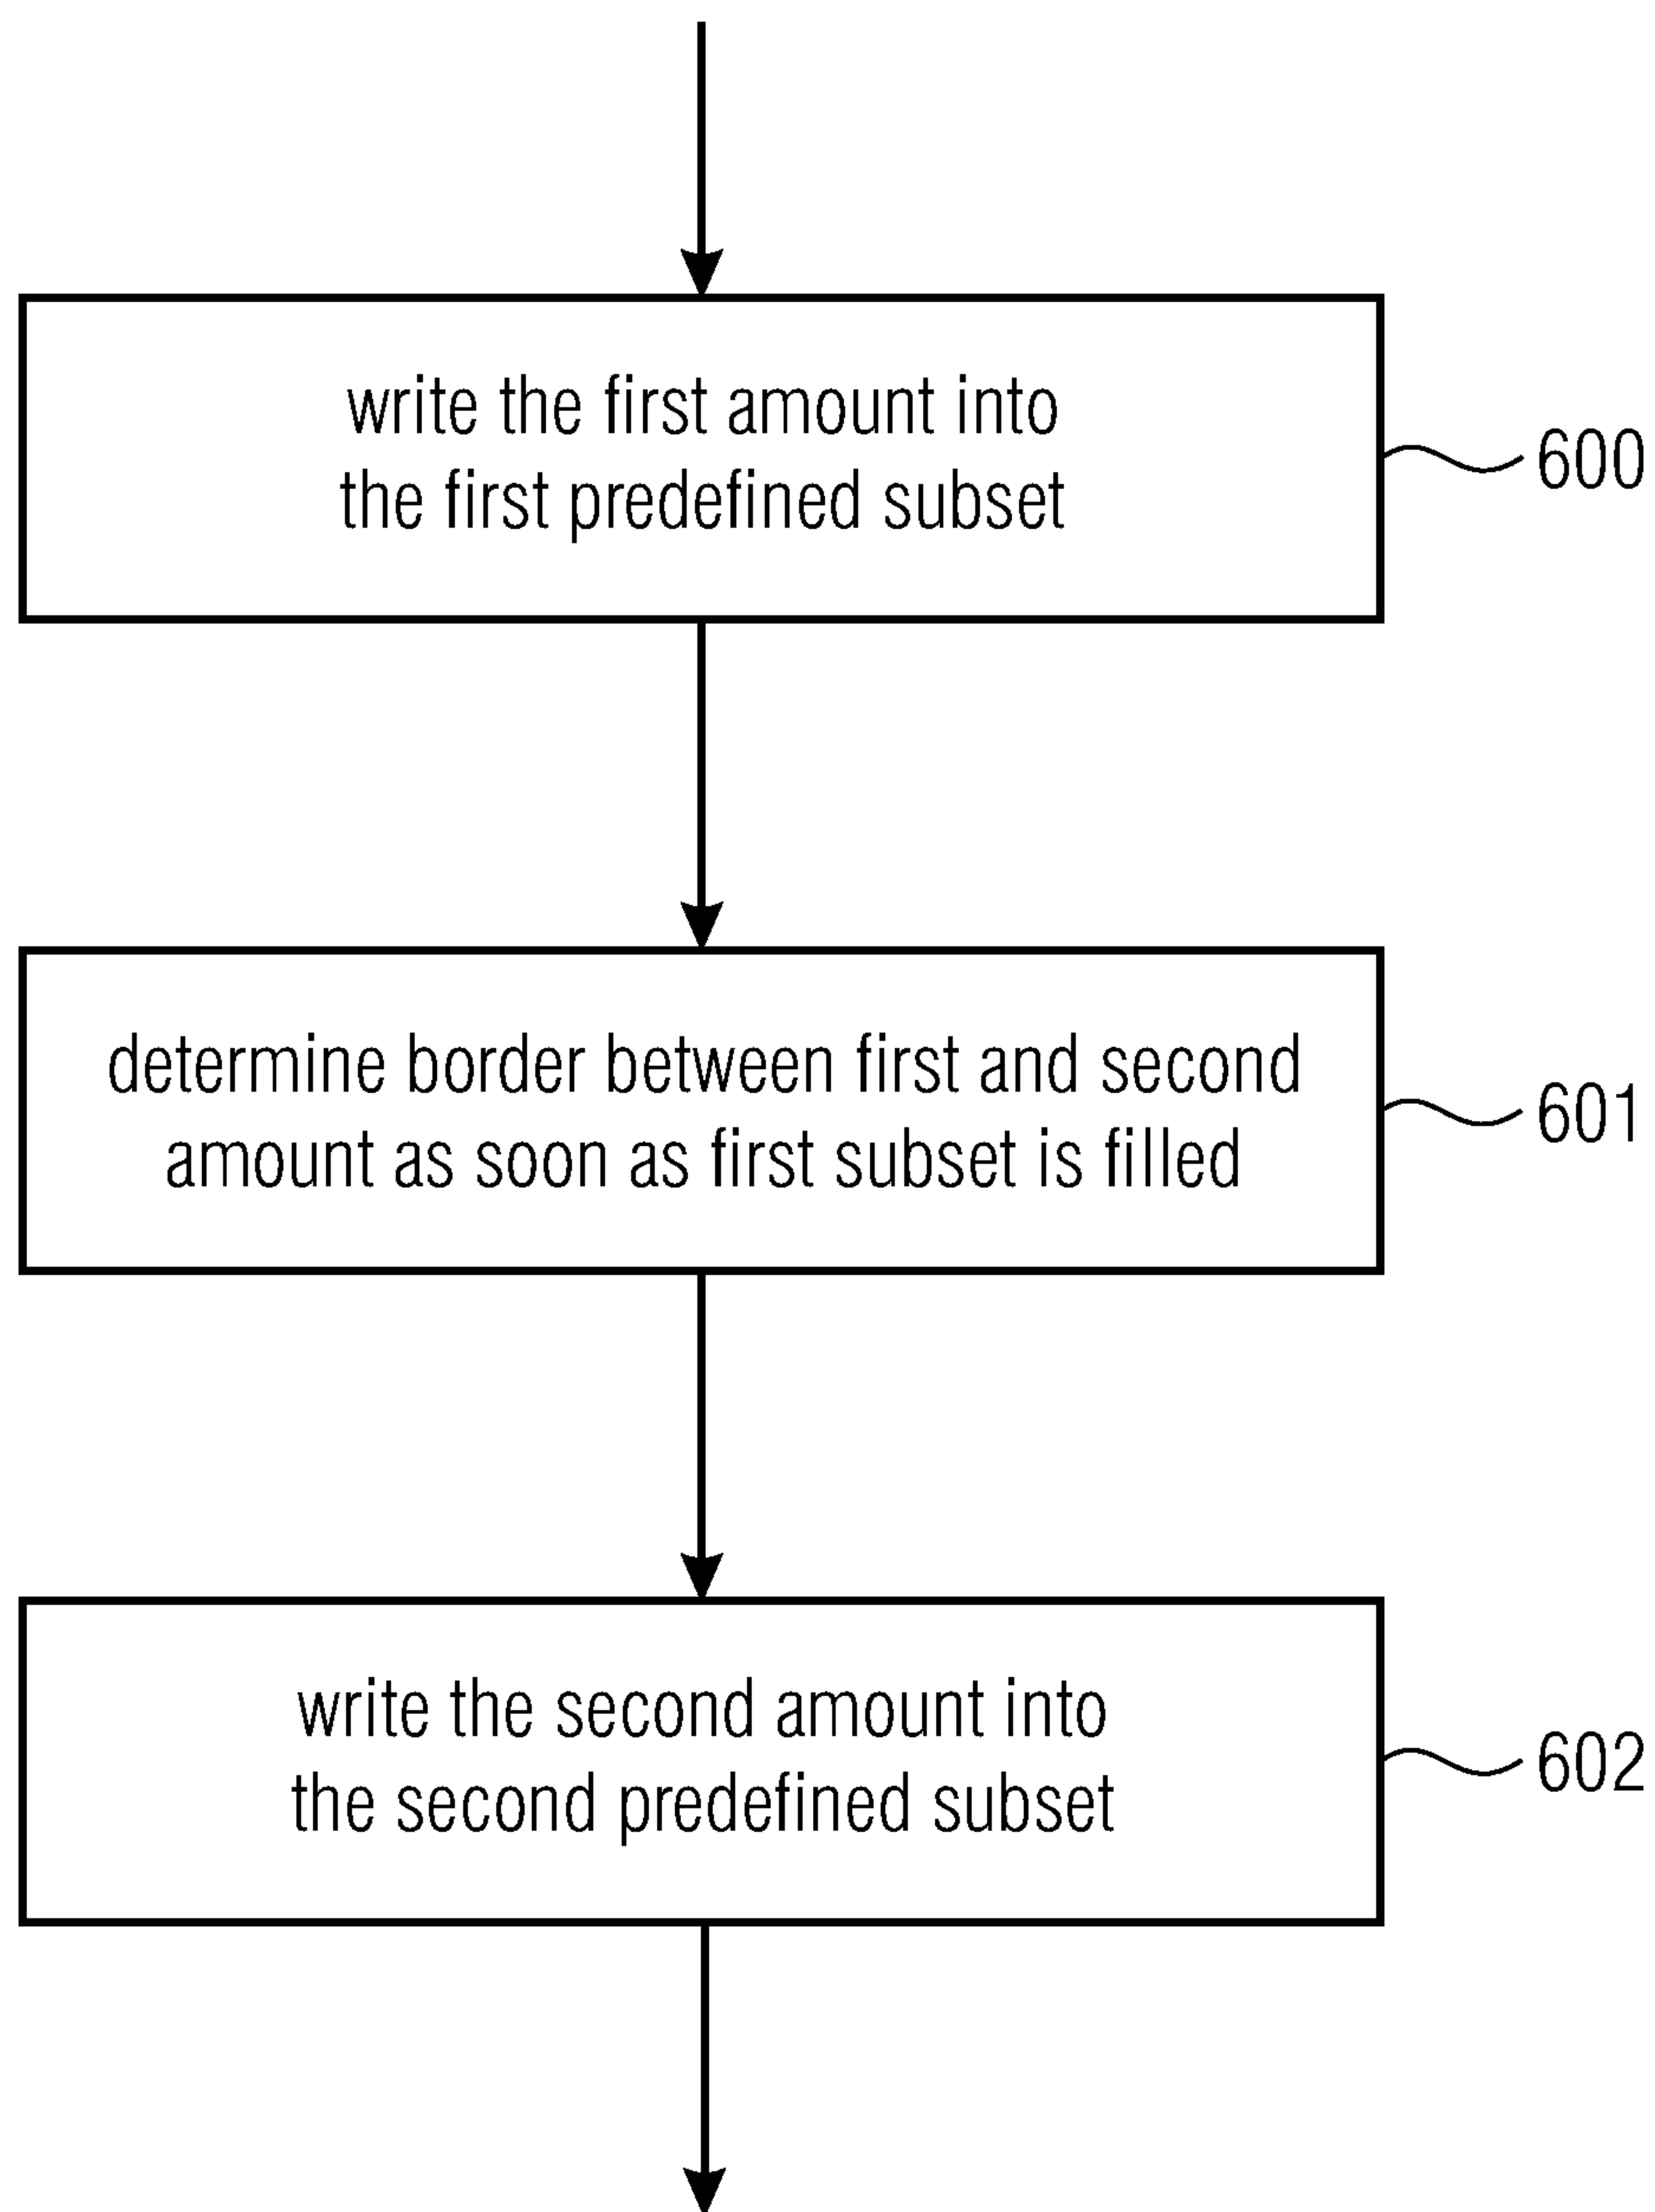 write the first amount into
the first predefined subset
600
determine border between first and second
amount as soon as first subset is filled
601
write the second amount into
the second predefined subset
602